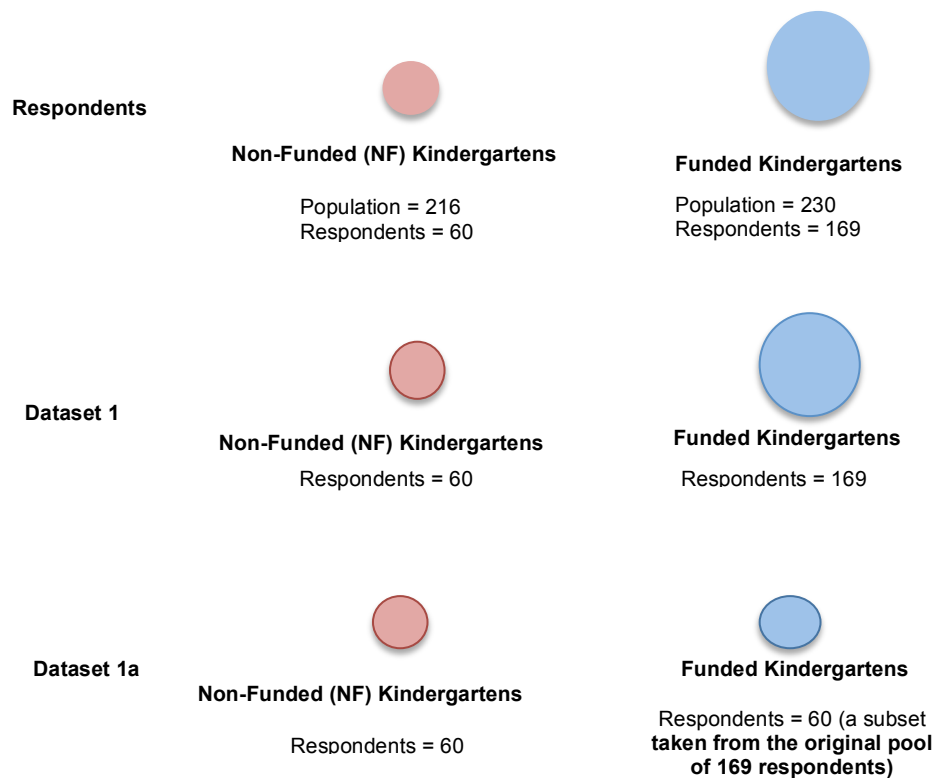 Respondents
Non-Funded (NF) Kindergartens
Population = 216
Respondents = 60
Funded Kindergartens
Population = 230
Respondents = 169
Dataset 1
Non-Funded (NF) Kindergartens
Respondents = 60
Funded Kindergartens
Respondents = 169
Dataset 1a
Non-Funded (NF) Kindergartens
Respondents = 60
Funded Kindergartens
Respondents = 60 (a subset
taken from the original pool
of 169 respondents)